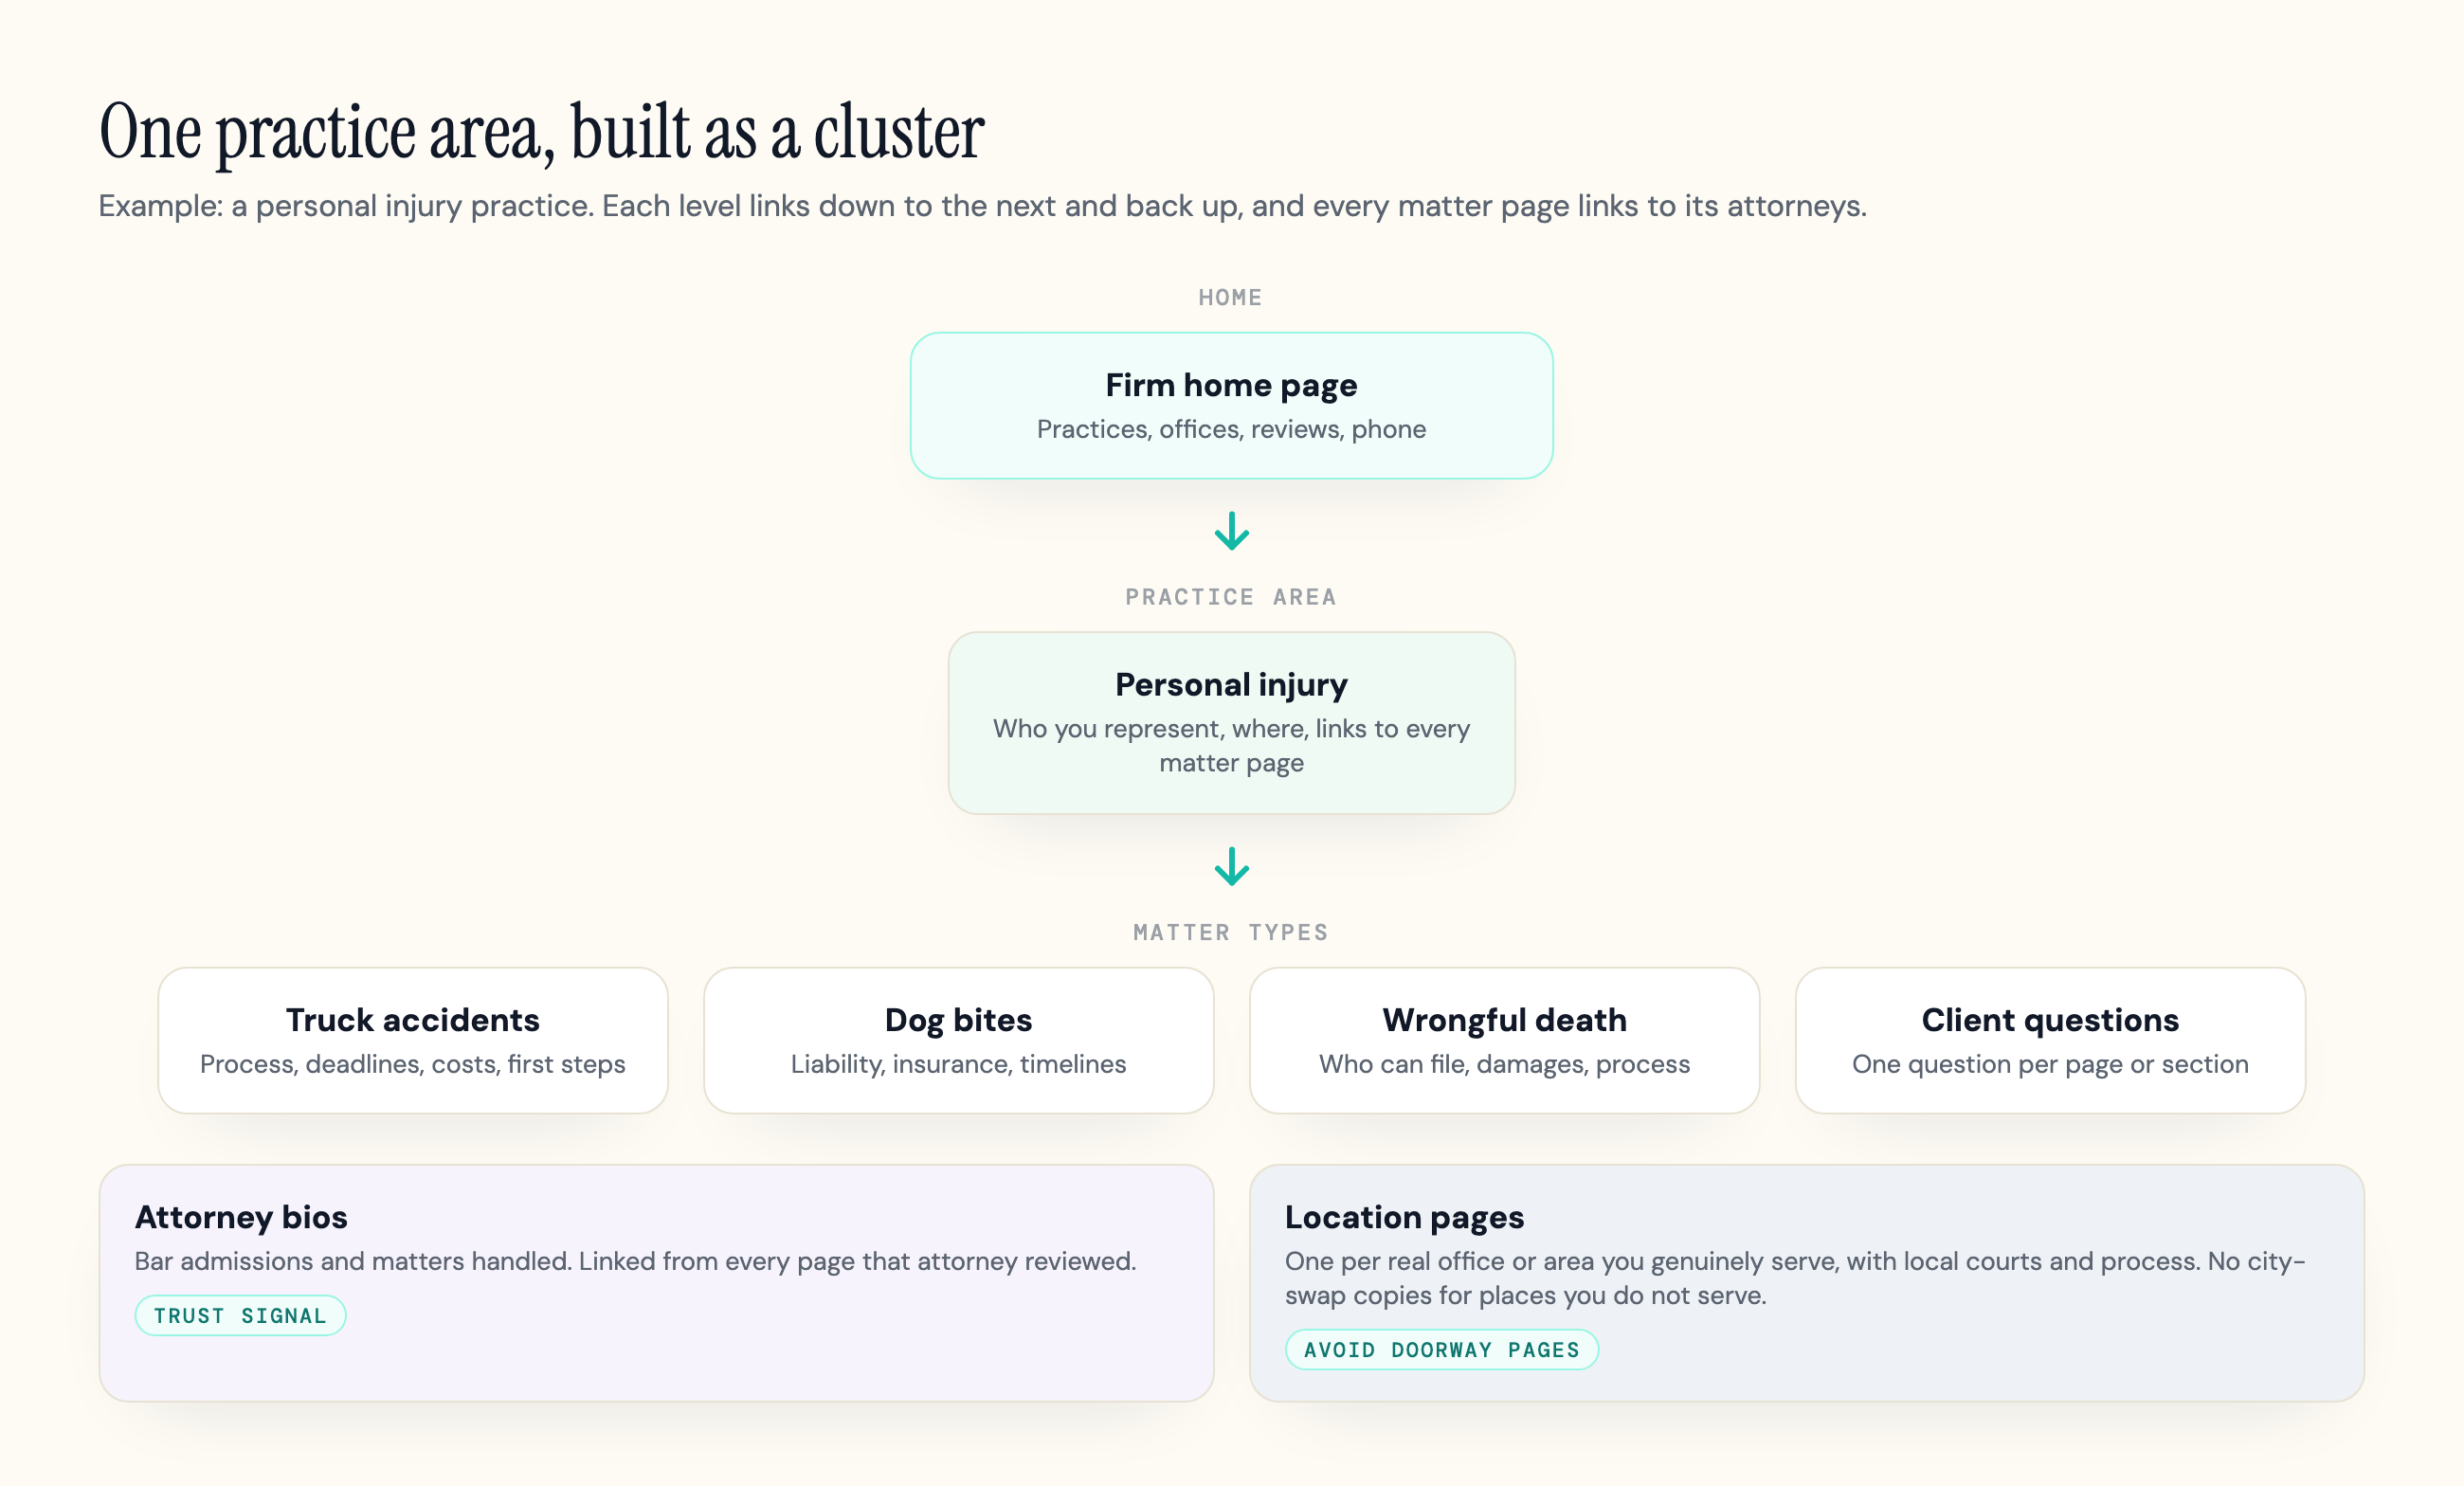 One practice area, built as a cluster
Example: a personal injury practice. Each level links down to the next and back up, and every matter page links to its attorneys.
HOME
Firm home page
Practices, offices, reviews, phone
PRACTICE AREA
Personal injury
Who you represent, where, links to every
matter page
MATTER TYPES
Truck accidents
Process, deadlines, costs, first steps
Dog bites
Liability, insurance, timelines
Wrongful death
Who can file, damages, process
Client questions
One question per page or section
Attorney bios
Bar admissions and matters handled. Linked from every page that attorney reviewed.
TRUST SIGNAL
Location pages
One per real office or area you genuinely serve, with local courts and process. No city-
swap copies for places you do not serve.
AVOID DOORWAY PAGES